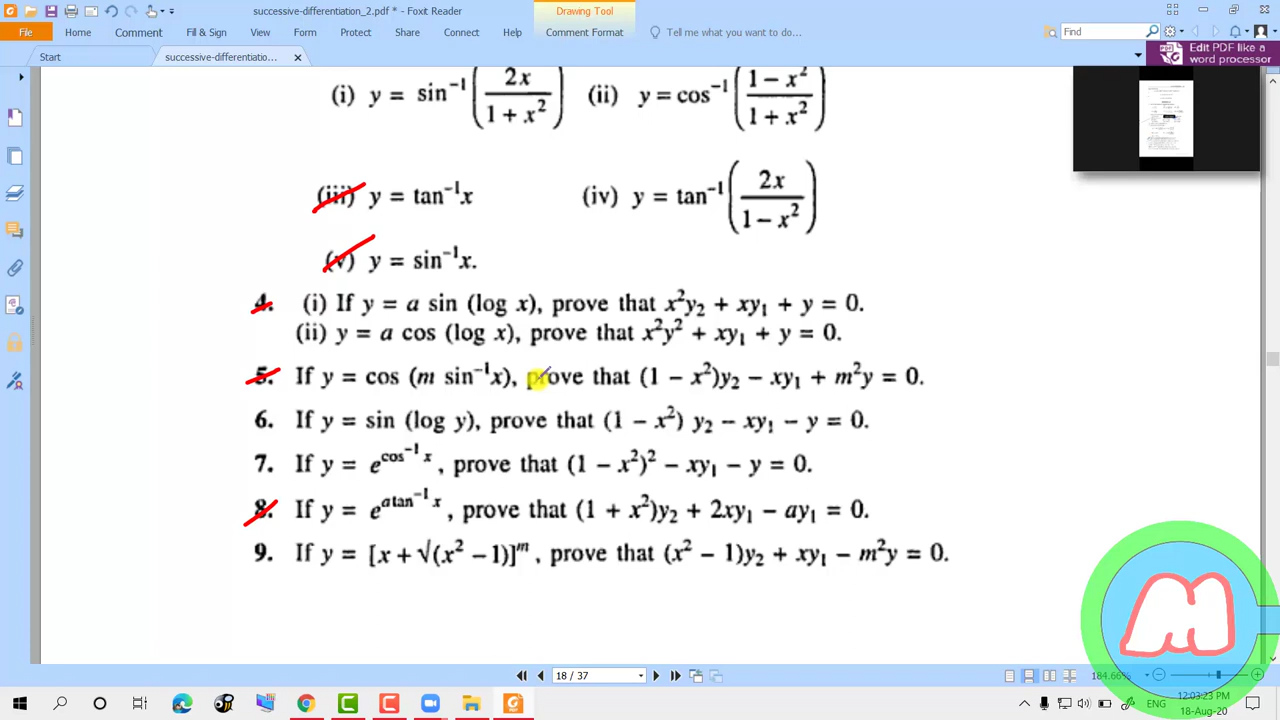 successive-differentiation_2.pdf * - Foxit Reader
Drawing Tool
File Home Comment Fill & Sign View Form Protect Share Connect Help Comment Format Tell me what you want to do... Find
Start successive-differentiatio... Edit PDF like a
word processor
(i) y = sin⁻¹(2x/(1 + x²)) (ii) y = cos⁻¹((1 − x²)/(1 + x²))
(iii) y = tan⁻¹x (iv) y = tan⁻¹(2x/(1 − x²))
(v) y = sin⁻¹x.
4. (i) If y = a sin (log x), prove that x²y₂ + xy₁ + y = 0.
(ii) y = a cos (log x), prove that x²y² + xy₁ + y = 0.
5. If y = cos (m sin⁻¹x), prove that (1 − x²)y₂ − xy₁ + m²y = 0.
6. If y = sin (log y), prove that (1 − x²) y₂ − xy₁ − y = 0.
7. If y = e^(cos⁻¹ x), prove that (1 − x²)² − xy₁ − y = 0.
8. If y = e^(a tan⁻¹ x), prove that (1 + x²)y₂ + 2xy₁ − ay₁ = 0.
9. If y = [x + √(x² − 1)]ᵐ, prove that (x² − 1)y₂ + xy₁ − m²y = 0.
M
18 / 37 184.66%
12:03:23
ENG
18-Aug-20